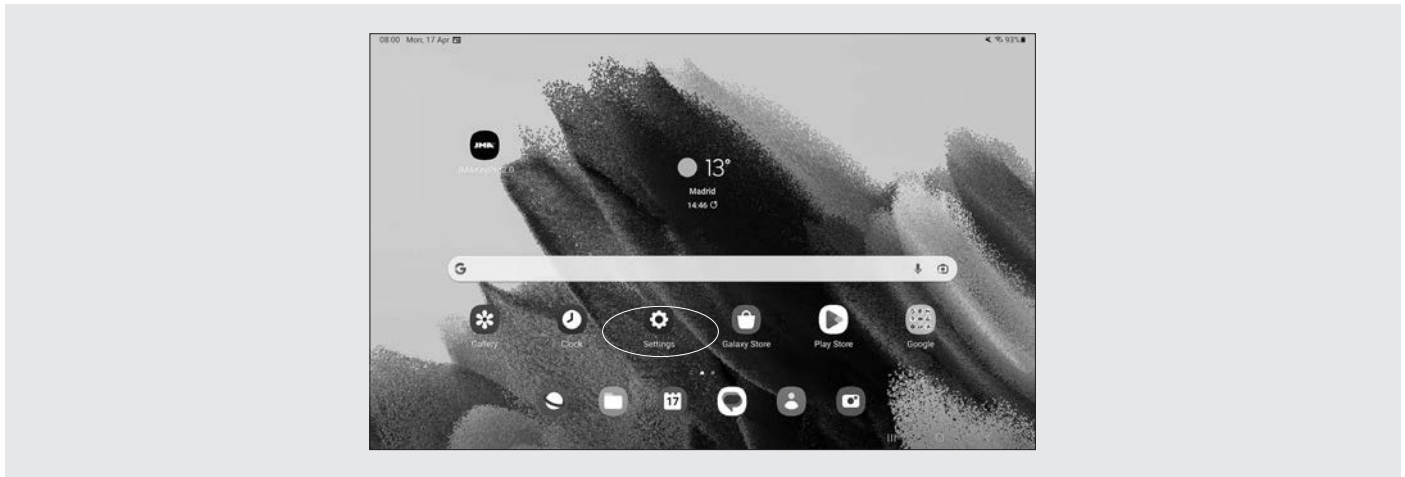 08:00 Mon, 17 Apr
93%
JMA
13°
Madrid
14:46
G
Gallery
Clock
Settings
Galaxy Store
Play Store
Google
17